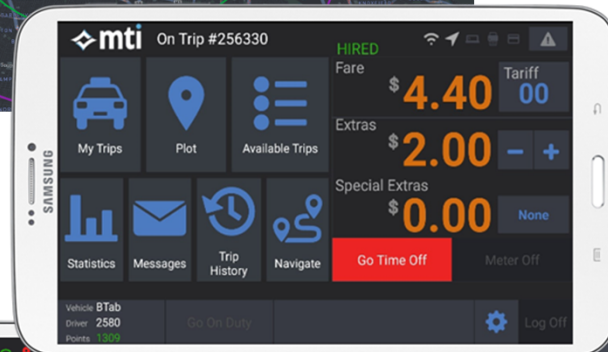 mti On Trip #256330
HIRED
Fare
$4.40
Tariff
00
Extras
$2.00
- +
Special Extras
$0.00
None
My Trips
Plot
Available Trips
Statistics
Messages
Trip
History
Navigate
Go Time Off
Meter Off
Vehicle BTab
Driver 2580
Points 1309
Go On Duty
Log Off
SAMSUNG